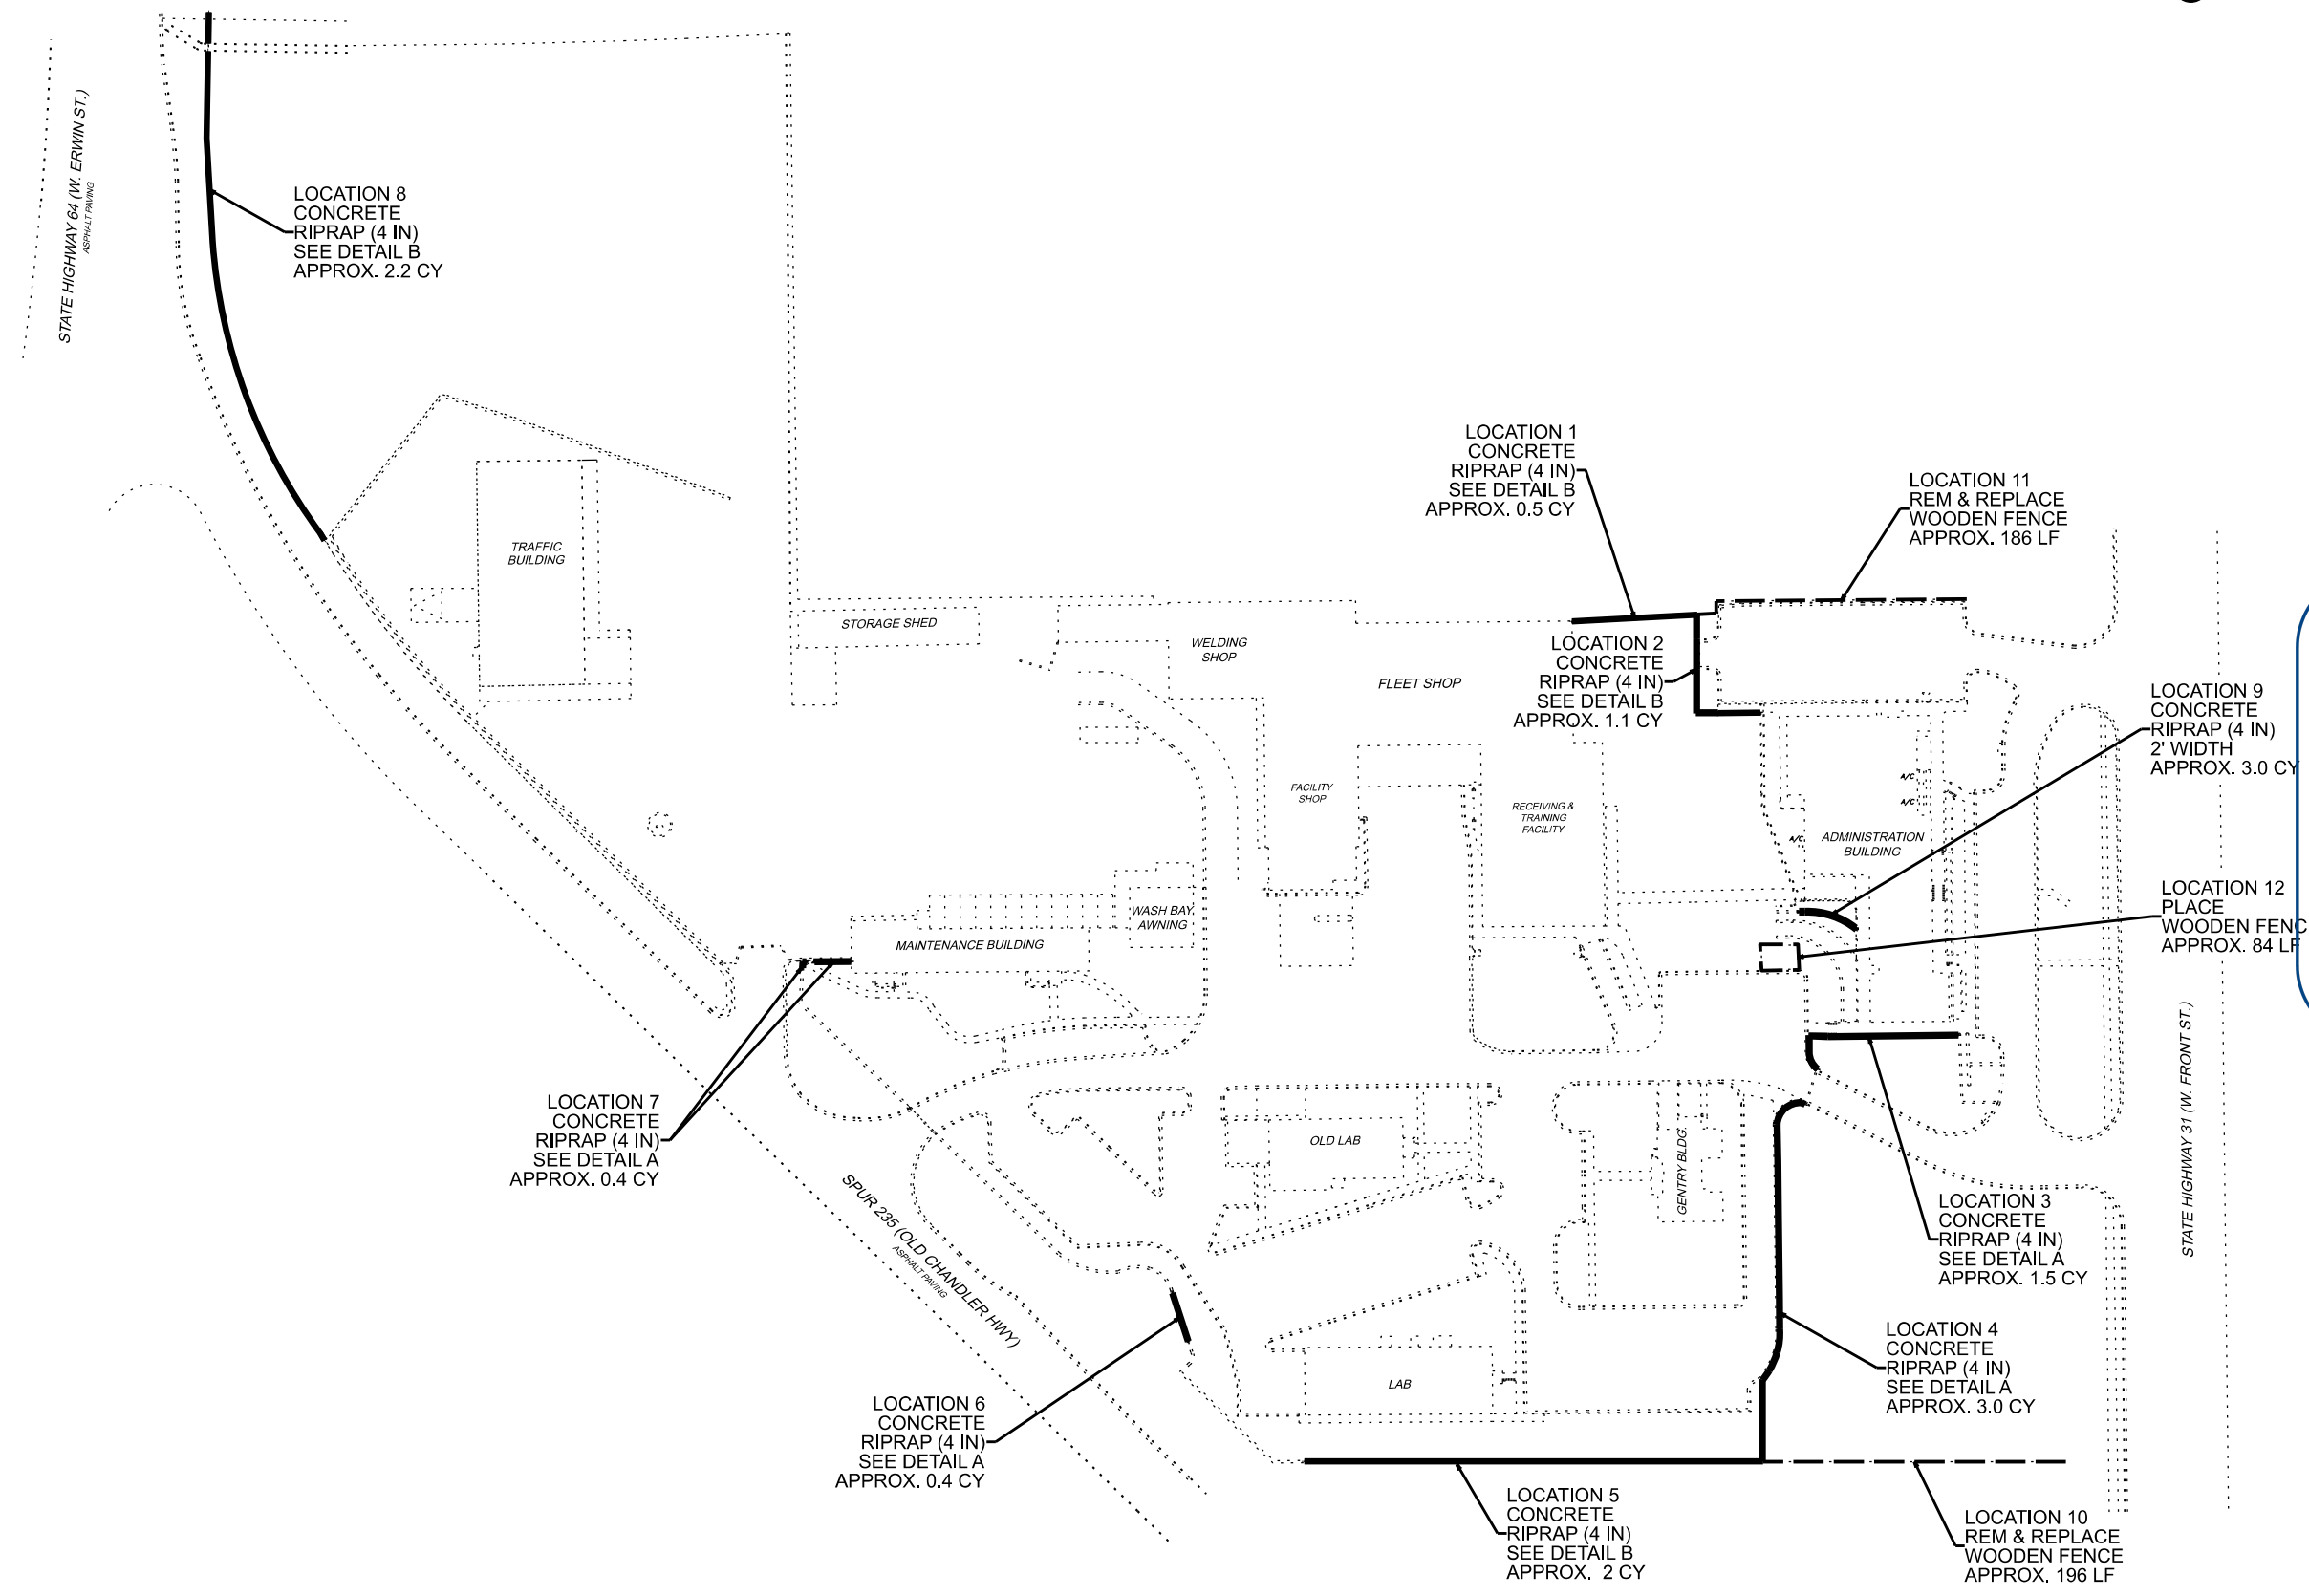 STATE HIGHWAY 64 (W. ERWIN ST.)
ASPHALT PAVING
LOCATION 8
CONCRETE
RIPRAP (4 IN)
SEE DETAIL B
APPROX. 2.2 CY
TRAFFIC
BUILDING
STORAGE SHED
WELDING
SHOP
FLEET SHOP
LOCATION 1
CONCRETE
RIPRAP (4 IN)
SEE DETAIL B
APPROX. 0.5 CY
LOCATION 11
REM & REPLACE
WOODEN FENCE
APPROX. 186 LF
LOCATION 2
CONCRETE
RIPRAP (4 IN)
SEE DETAIL B
APPROX. 1.1 CY
LOCATION 9
CONCRETE
RIPRAP (4 IN)
2' WIDTH
APPROX. 3.0 CY
FACILITY
SHOP
RECEIVING &
TRAINING
FACILITY
A/C
A/C
A/C
ADMINISTRATION
BUILDING
LOCATION 12
PLACE
WOODEN FENC
APPROX. 84 LF
WASH BAY
AWNING
MAINTENANCE BUILDING
STATE HIGHWAY 31 (W. FRONT ST.)
LOCATION 7
CONCRETE
RIPRAP (4 IN)
SEE DETAIL A
APPROX. 0.4 CY
OLD LAB
GENTRY BLDG.
SPUR 235 (OLD CHANDLER HWY)
ASPHALT PAVING
LOCATION 3
CONCRETE
RIPRAP (4 IN)
SEE DETAIL A
APPROX. 1.5 CY
LOCATION 4
CONCRETE
RIPRAP (4 IN)
SEE DETAIL A
APPROX. 3.0 CY
LAB
LOCATION 6
CONCRETE
RIPRAP (4 IN)
SEE DETAIL A
APPROX. 0.4 CY
LOCATION 5
CONCRETE
RIPRAP (4 IN)
SEE DETAIL B
APPROX. 2 CY
LOCATION 10
REM & REPLACE
WOODEN FENCE
APPROX. 196 LF